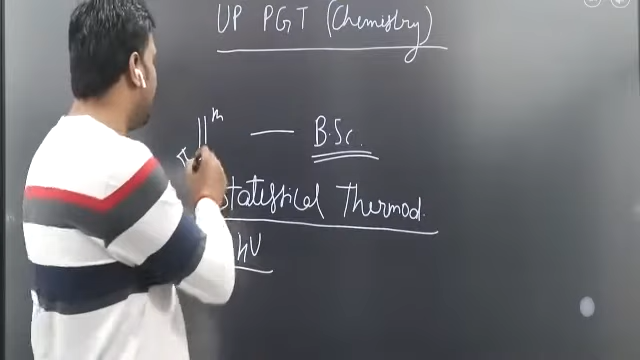 UP PGT (Chemistry)
11th — B.Sc.
Statistical Thermod.